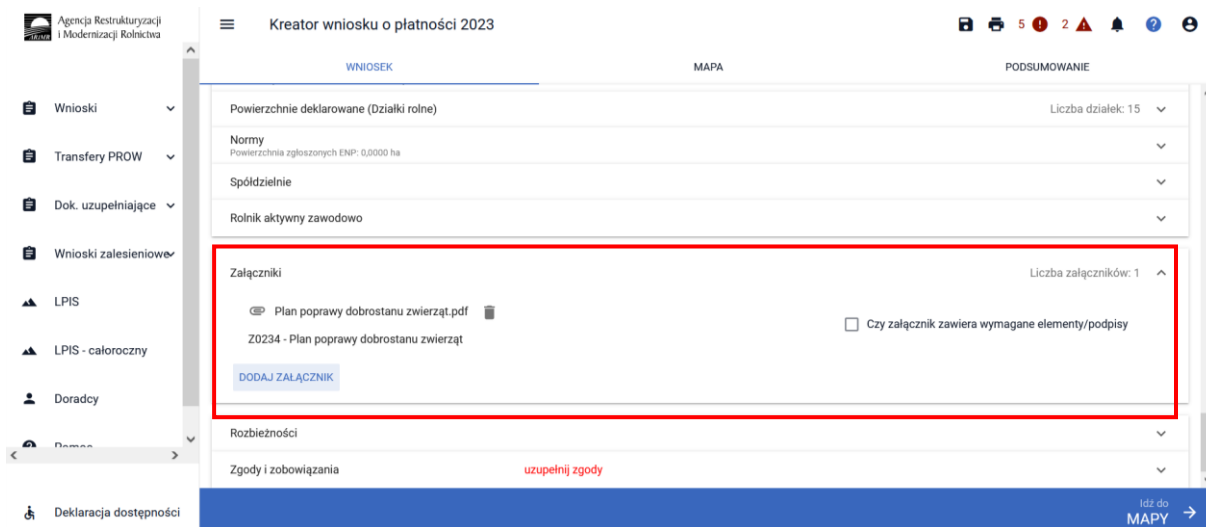 Agencja Restrukturyzacji
i Modernizacji Rolnictwa
ARiMR
Kreator wniosku o płatności 2023
5 2
WNIOSEK MAPA PODSUMOWANIE
Wnioski
Transfery PROW
Dok. uzupełniające
Wnioski zalesieniowe
LPIS
LPIS - całoroczny
Doradcy
Pomoc
Deklaracja dostępności
Powierzchnie deklarowane (Działki rolne) Liczba działek: 15
Normy
Powierzchnia zgłoszonych ENP: 0,0000 ha
Spółdzielnie
Rolnik aktywny zawodowo
Załączniki Liczba załączników: 1
Plan poprawy dobrostanu zwierząt.pdf
Z0234 - Plan poprawy dobrostanu zwierząt
Czy załącznik zawiera wymagane elementy/podpisy
DODAJ ZAŁĄCZNIK
Rozbieżności
Zgody i zobowiązania uzupełnij zgody
Idź do
MAPY